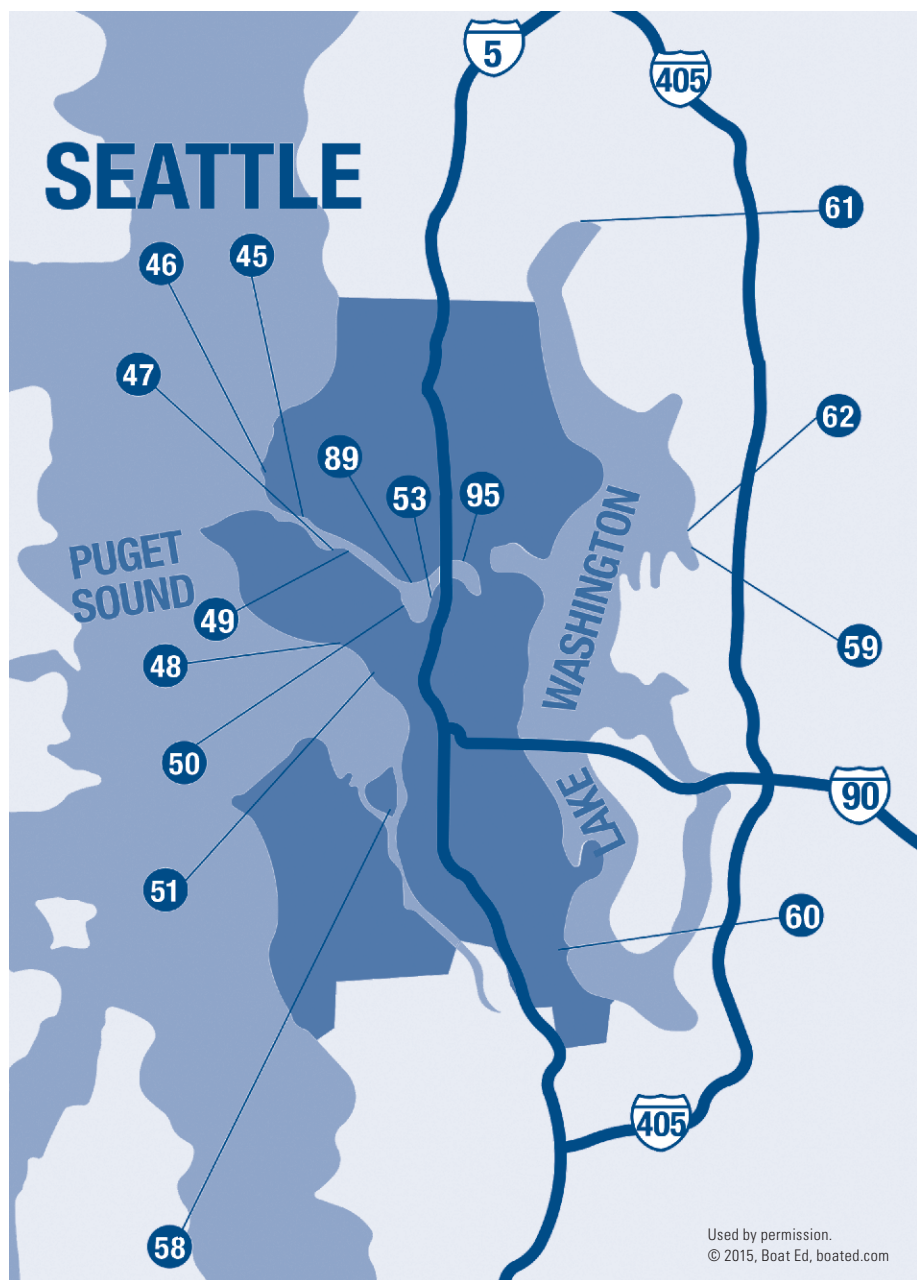 5
405
SEATTLE
61
45
46
47
62
89
53
95
PUGET
SOUND
WASHINGTON
49
59
48
50
LAKE
90
51
60
405
58
Used by permission.
© 2015, Boat Ed, boated.com